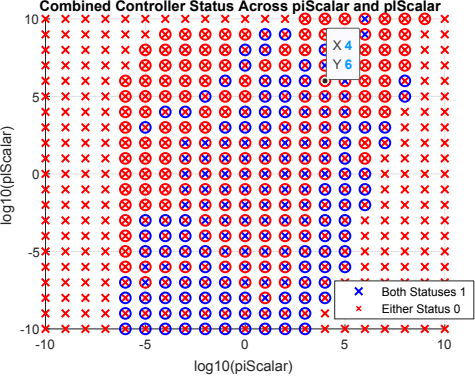 Combined Controller Status Across piScalar and pIScalar
10
5
0
-5
-10
log10(pIScalar)
X 4
Y 6
Both Statuses 1
Either Status 0
-10
-5
0
5
10
log10(piScalar)